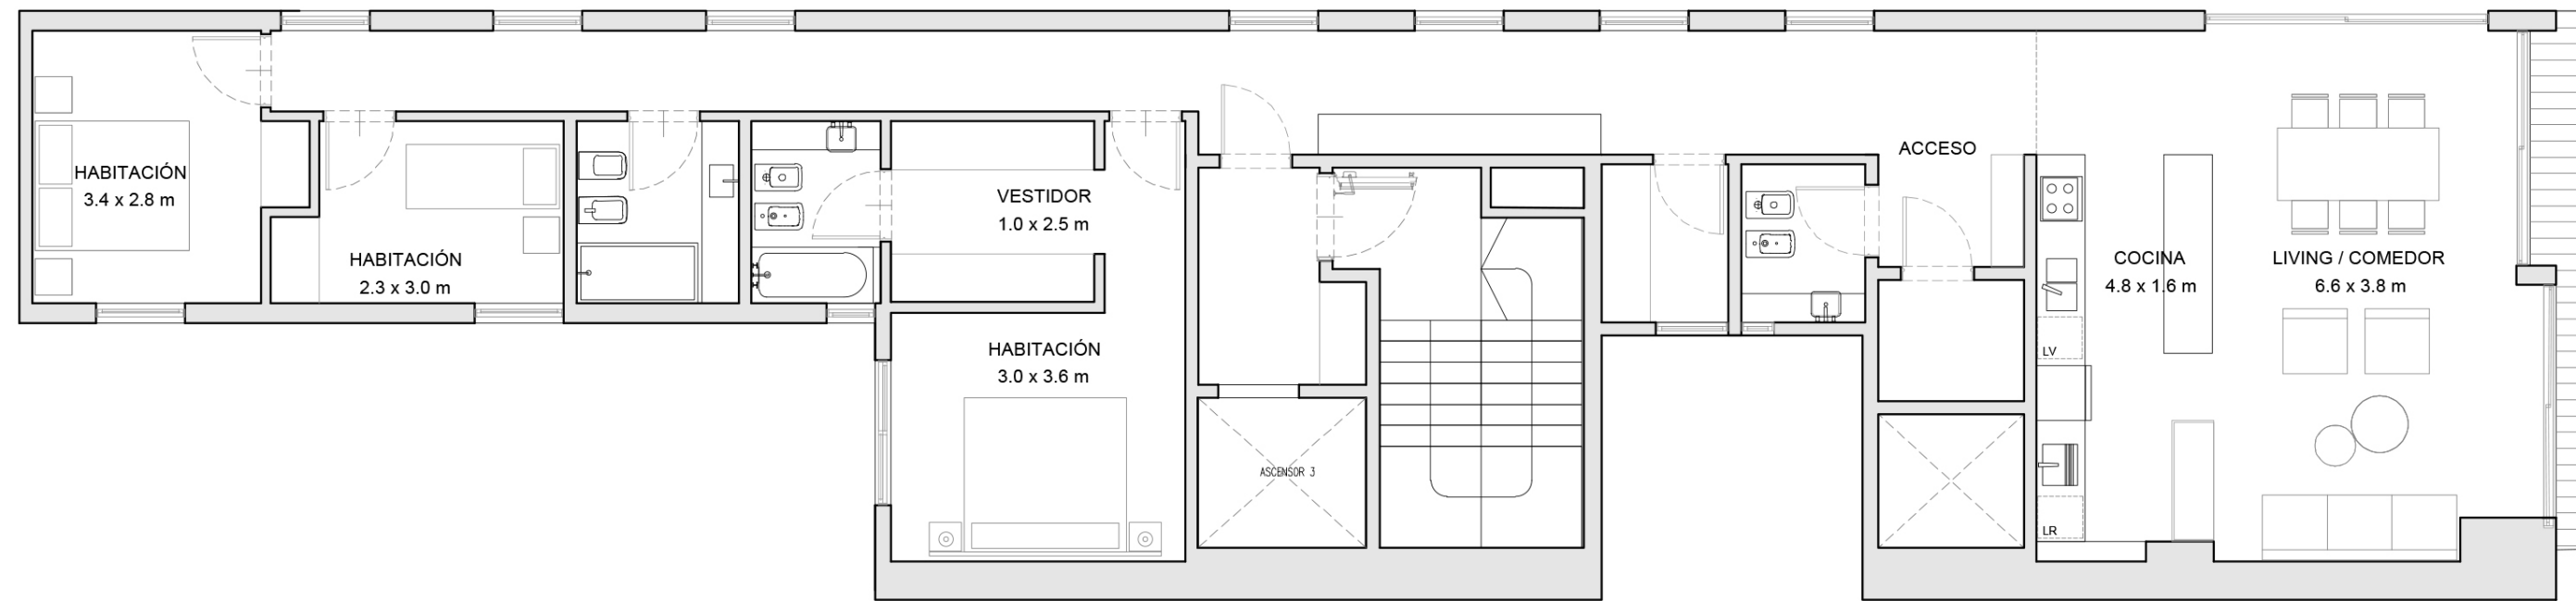 HABITACIÓN
3.4 x 2.8 m
HABITACIÓN
2.3 x 3.0 m
VESTIDOR
1.0 x 2.5 m
HABITACIÓN
3.0 x 3.6 m
ASCENSOR 3
ACCESO
COCINA
4.8 x 1.6 m
LV
LR
LIVING / COMEDOR
6.6 x 3.8 m